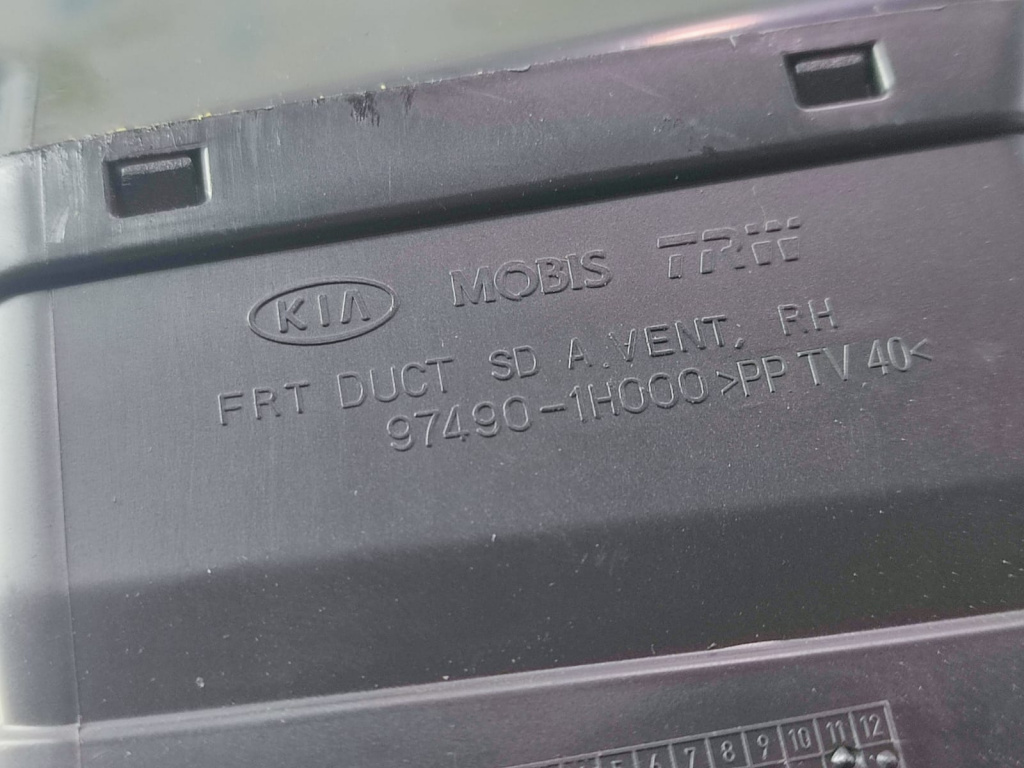 KIA MOBIS TRW
FRT DUCT SD A.VENT, RH
97490-1H000 >PP TV 40<
5 6 7 8 9 10 11 12